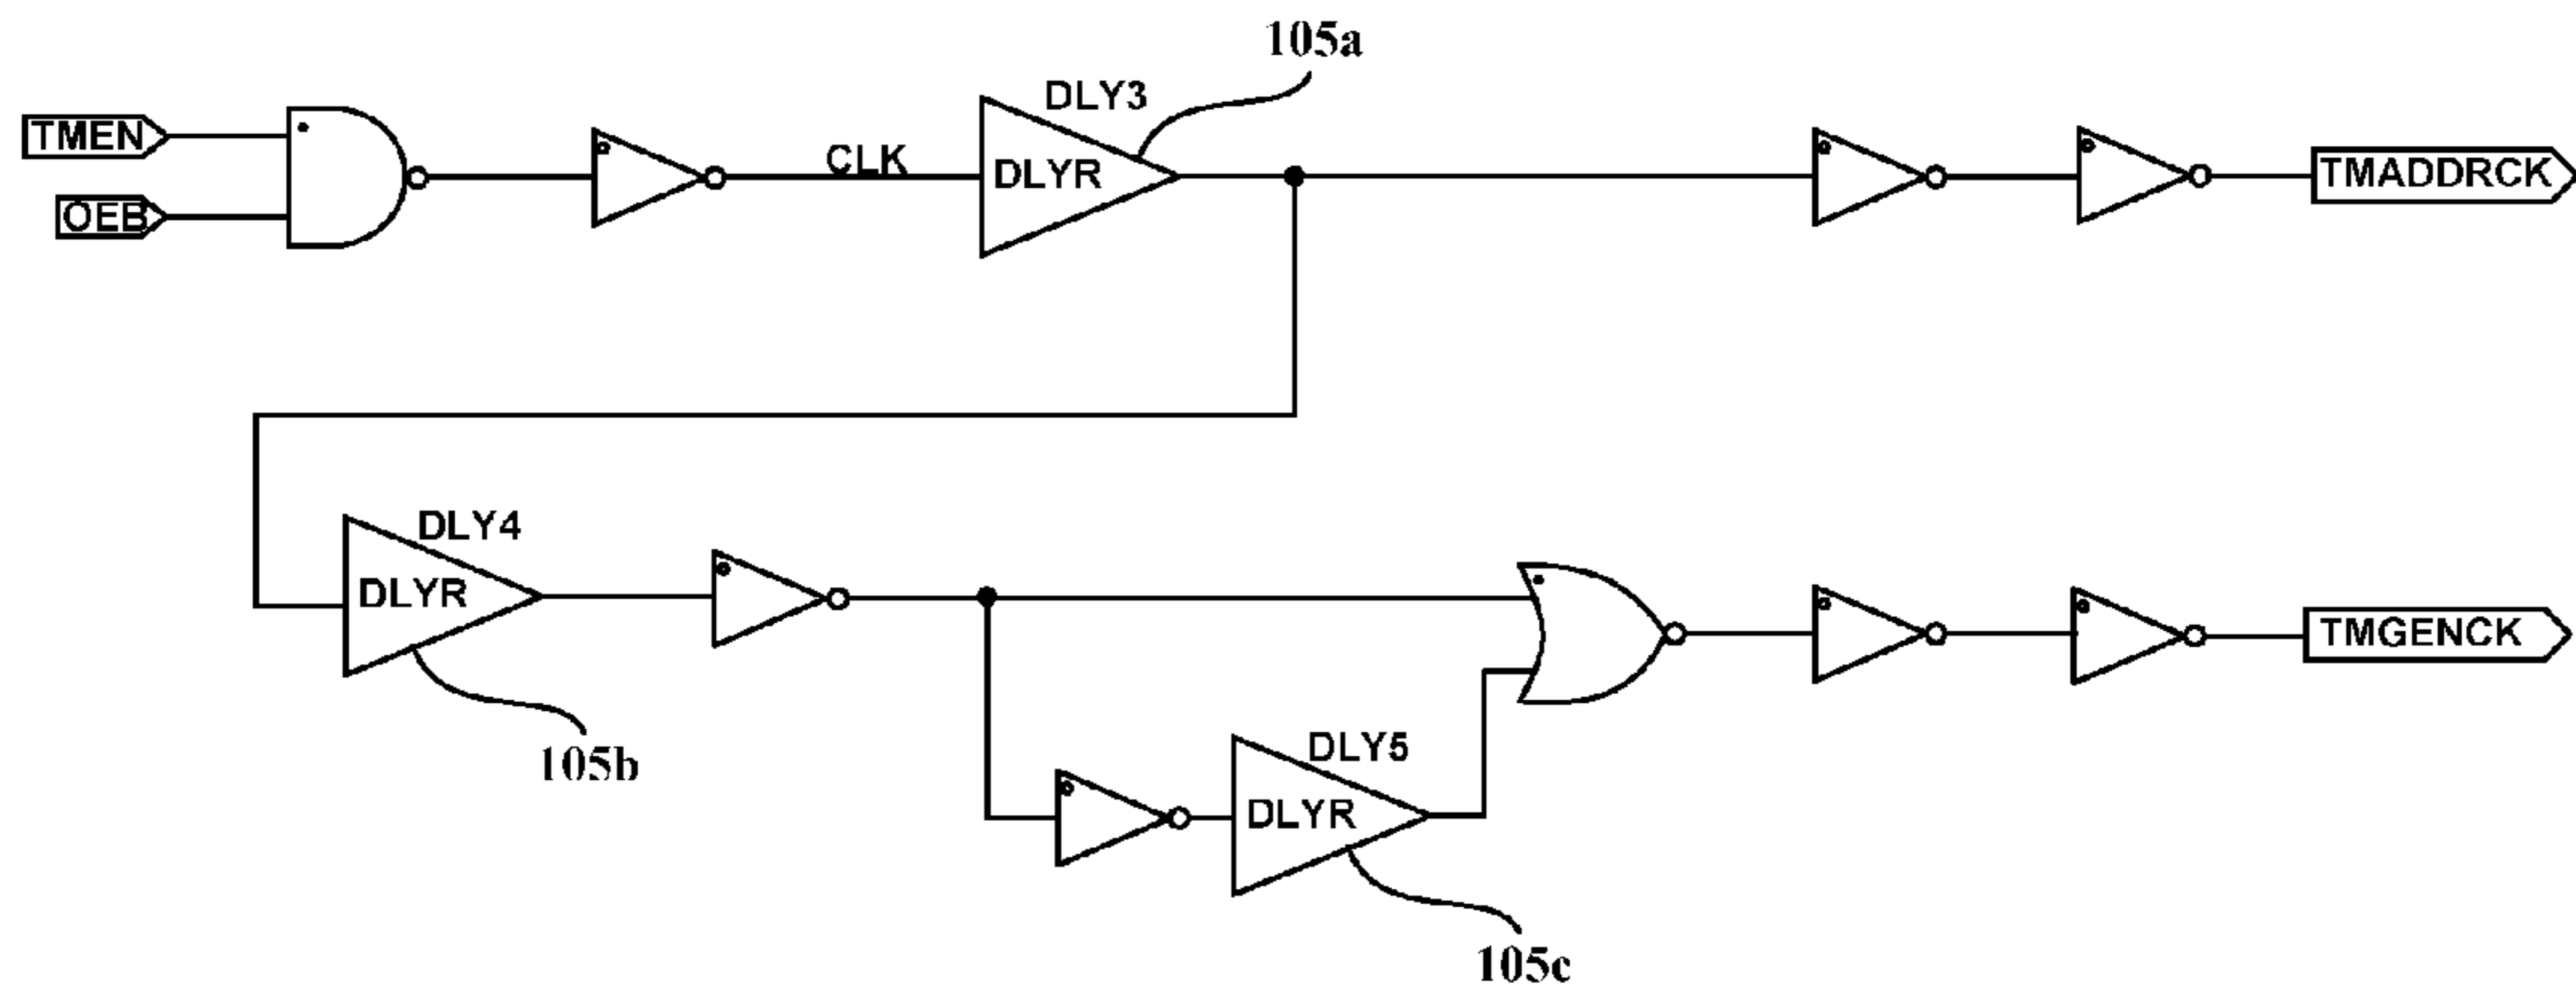 105a
DLY3
TMEN
CLK
DLYR
TMADDRCK
OEB
DLY4
DLYR
TMGENCK
105b
DLY5
DLYR
105c